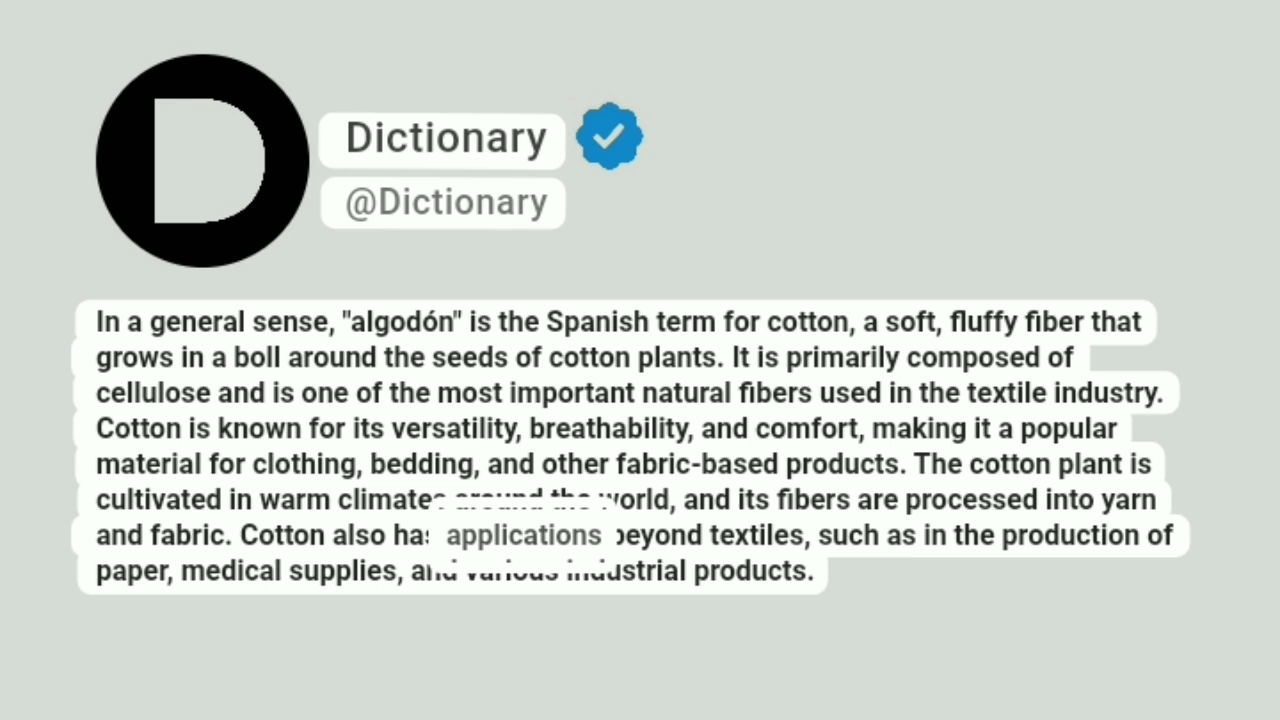 D
Dictionary
@Dictionary
In a general sense, "algodón" is the Spanish term for cotton, a soft, fluffy fiber that
grows in a boll around the seeds of cotton plants. It is primarily composed of
cellulose and is one of the most important natural fibers used in the textile industry.
Cotton is known for its versatility, breathability, and comfort, making it a popular
material for clothing, bedding, and other fabric-based products. The cotton plant is
cultivated in warm climates around the world, and its fibers are processed into yarn
and fabric. Cotton also has applications beyond textiles, such as in the production of
paper, medical supplies, and various industrial products.